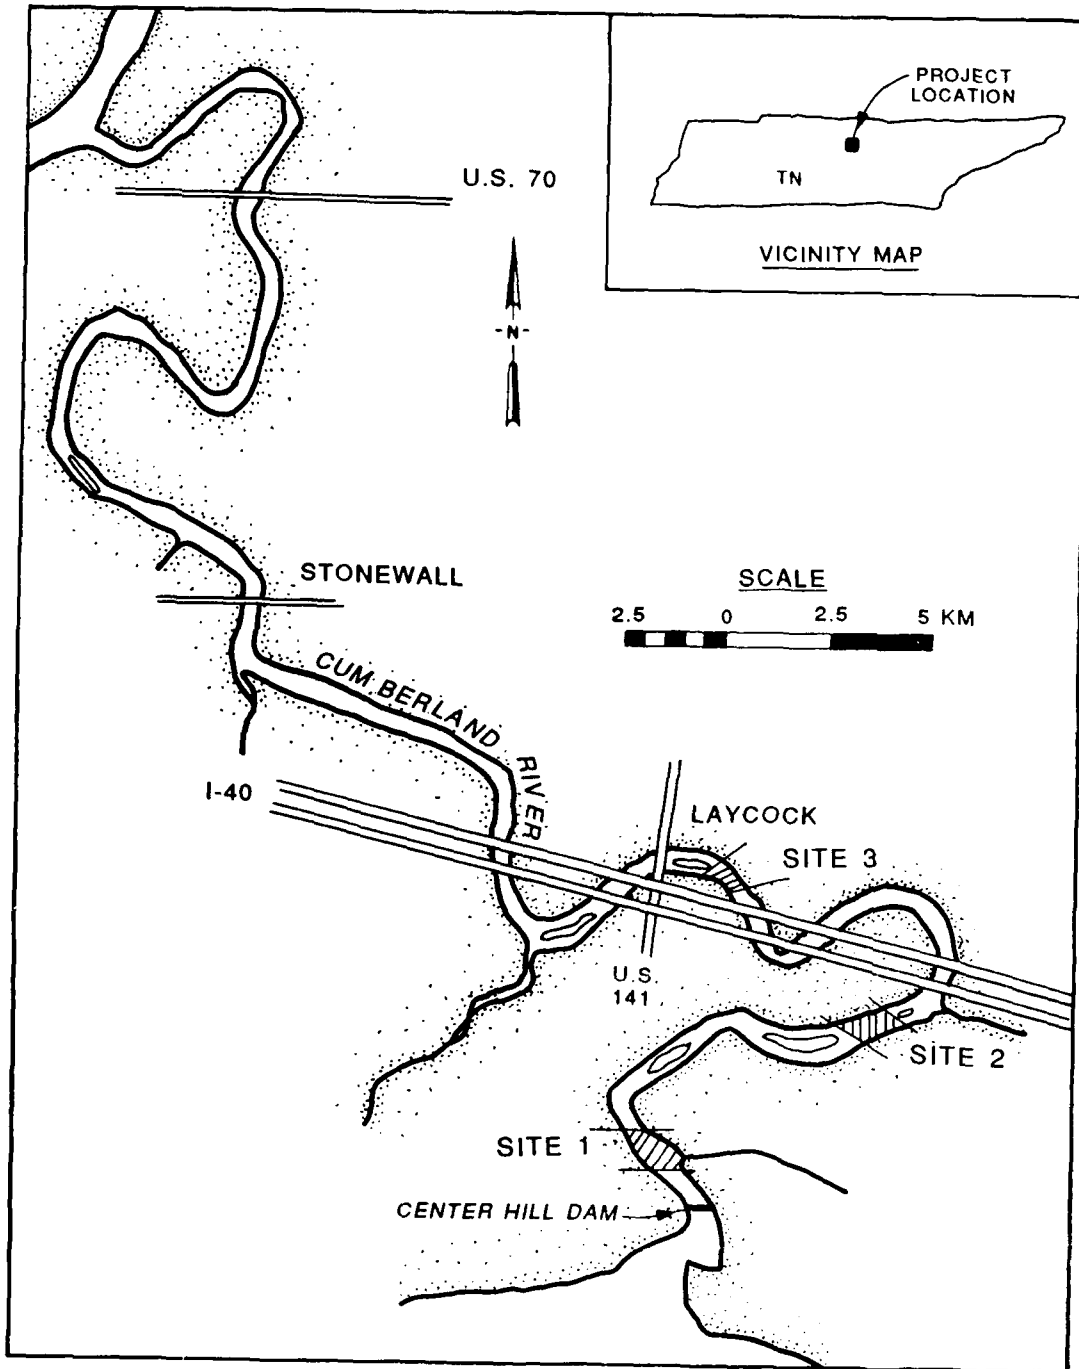 PROJECT
LOCATION
TN
VICINITY MAP
U.S. 70
-N-
STONEWALL
SCALE
2.5 0 2.5 5 KM
CUMBERLAND
RIVER
I-40
LAYCOCK
SITE 3
U.S.
141
SITE 2
SITE 1
CENTER HILL DAM